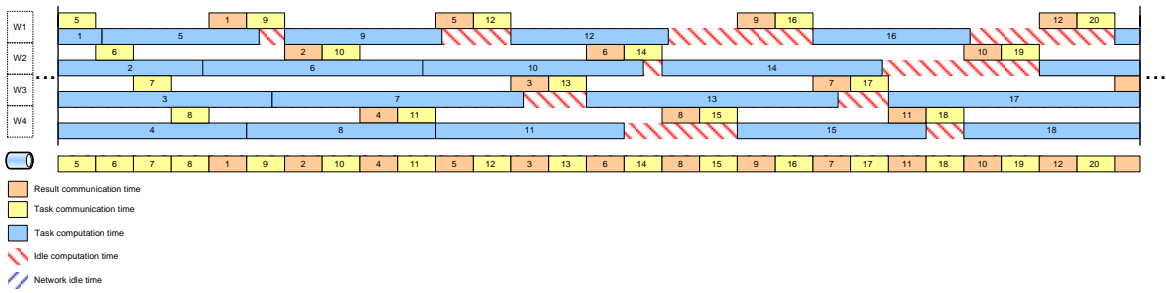 5 1 9 5 12 9 16 12 20
W1
1 5 9 12 16
6 2 10 6 14 10 19
W2
2 6 10 14
... ...
7 3 13 7 17
W3
3 7 13 17
8 4 11 8 15 11 18
W4
4 8 11 15 18
5 6 7 8 1 9 2 10 4 11 5 12 3 13 6 14 8 15 9 16 7 17 11 18 10 19 12 20
Result communication time
Task communication time
Task computation time
Idle computation time
Network idle time